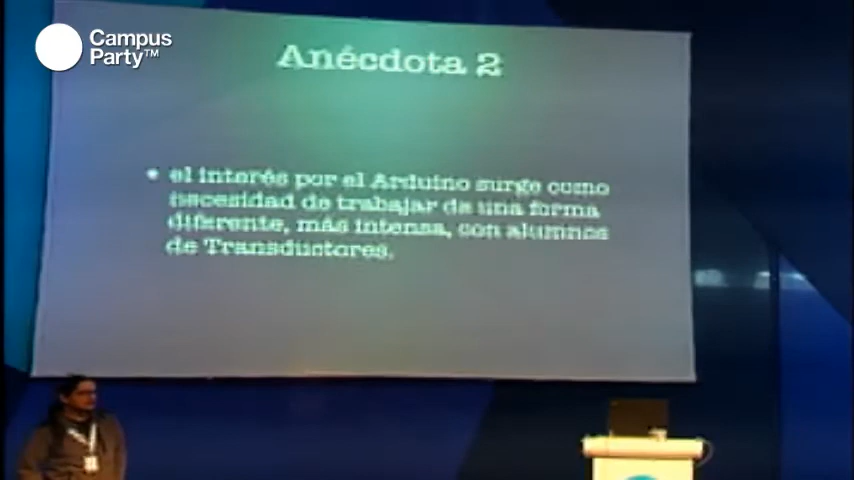 Campus
Party™
Anécdota 2
• el interés por el Arduino surge como
necesidad de trabajar de una forma
diferente, más intensa, con alumnos
de Transductores.